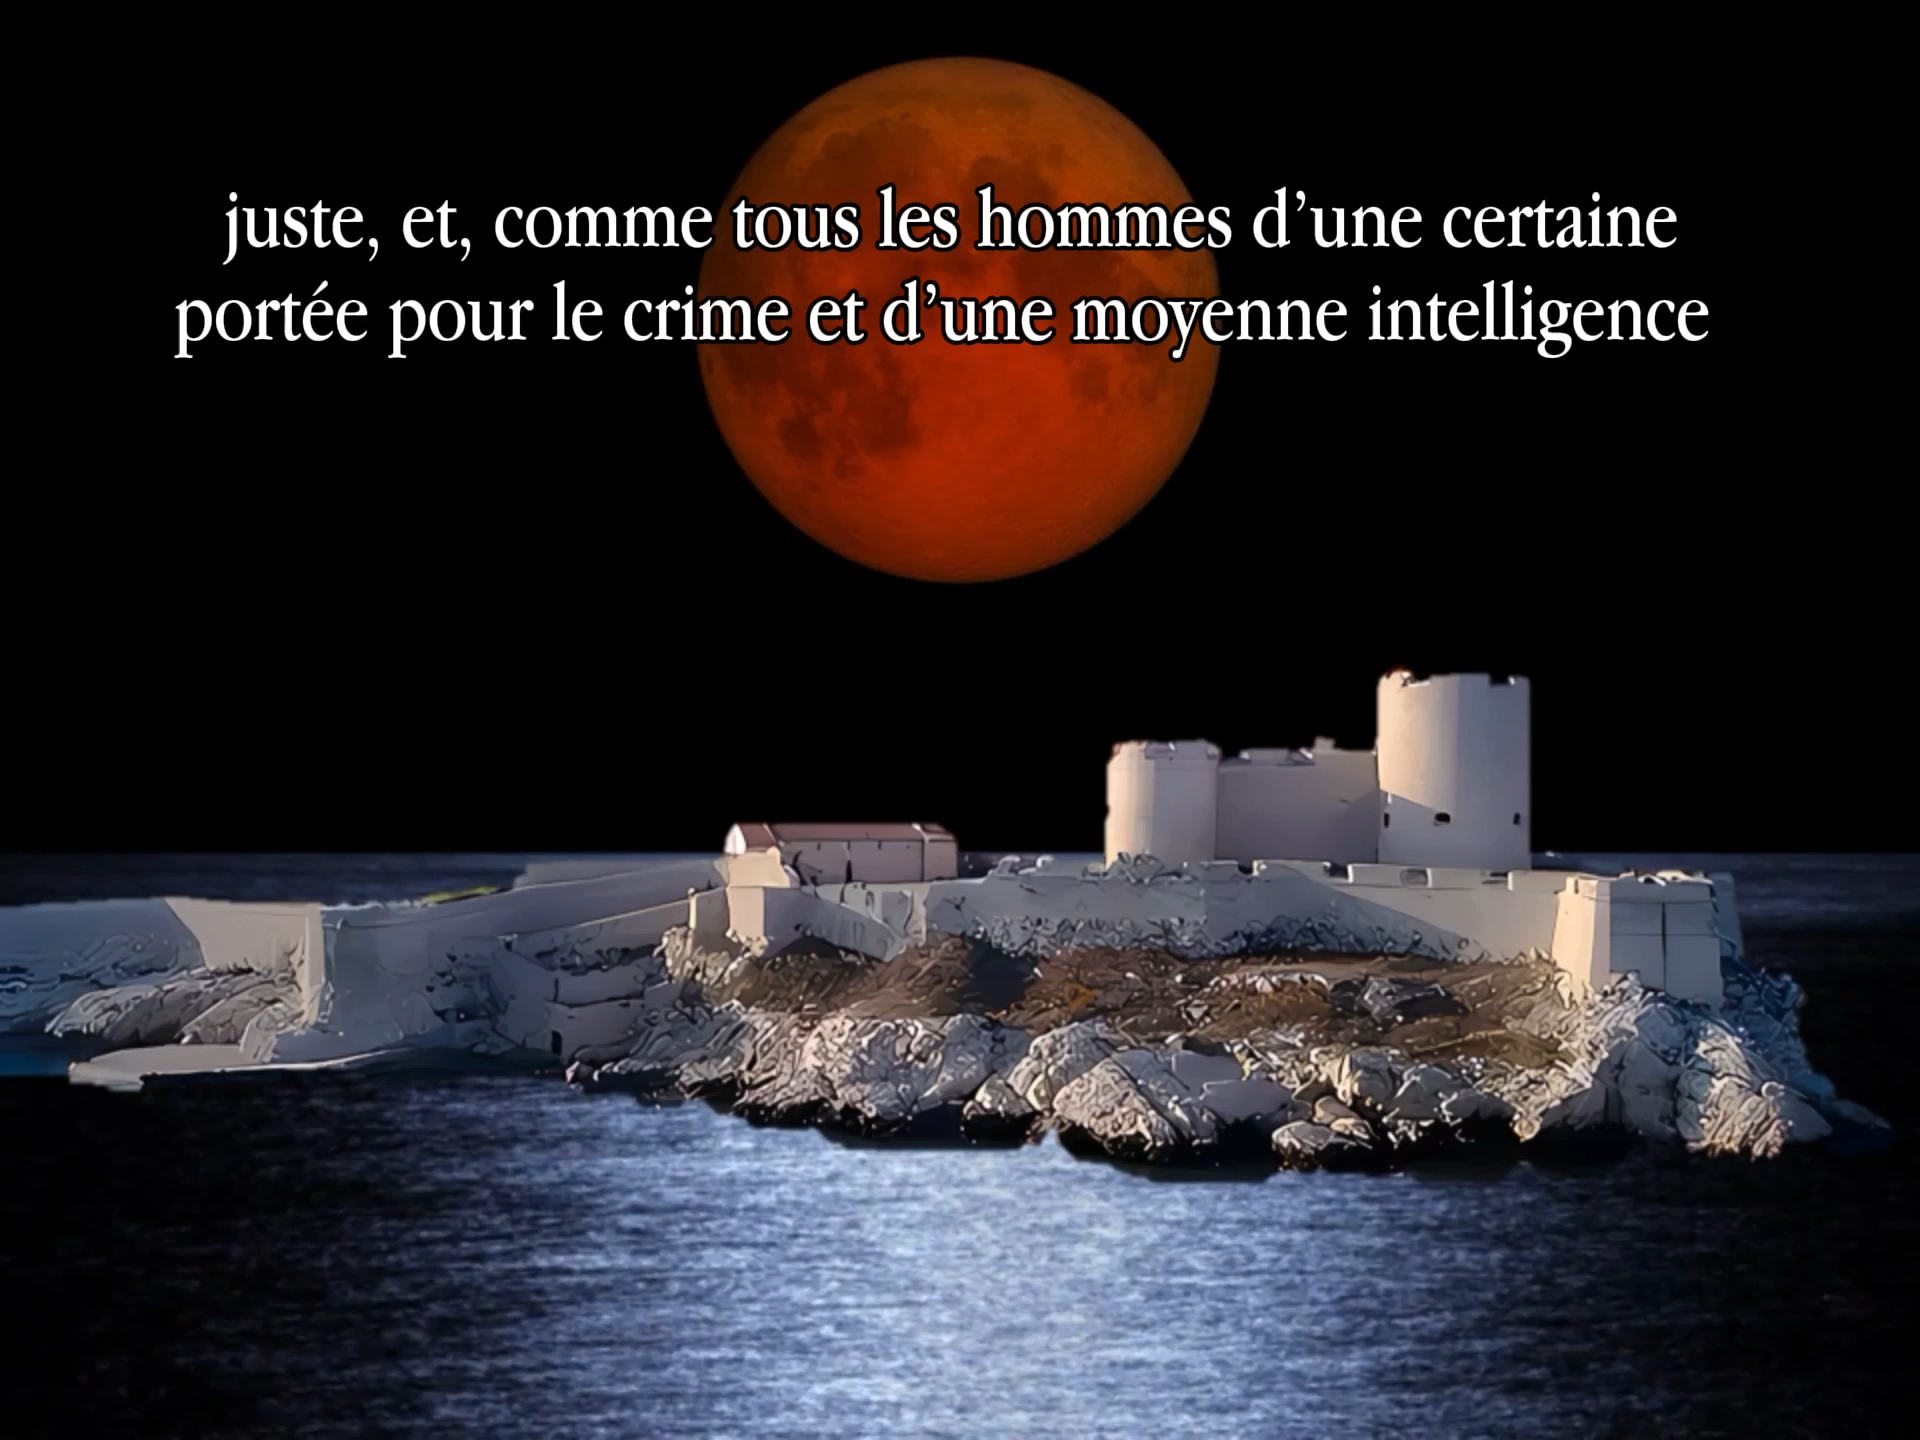 juste, et, comme tous les hommes d’une certaine
portée pour le crime et d’une moyenne intelligence